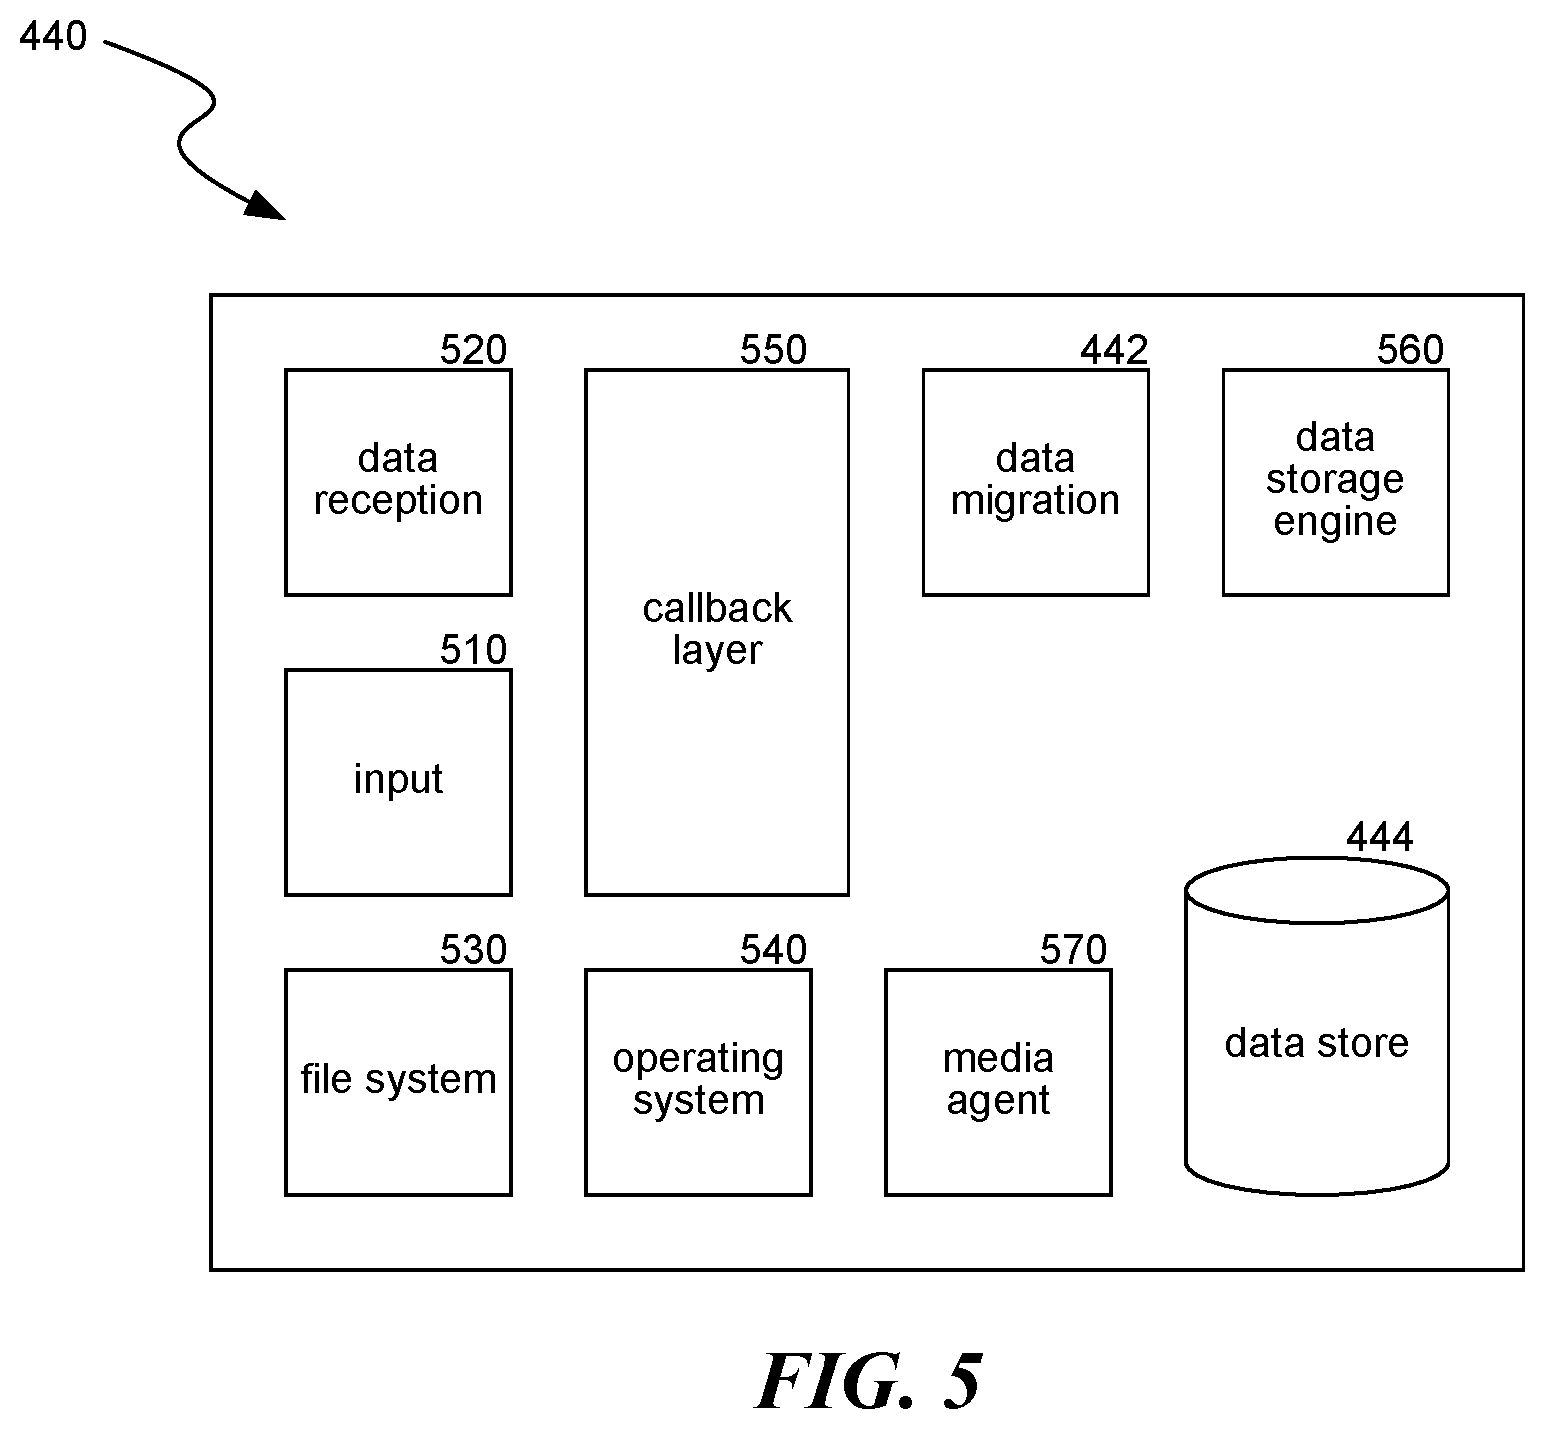 440
520
550
442
560
data
reception
callback
layer
data
migration
data
storage
engine
510
input
444
data store
530
540
570
file system
operating
system
media
agent
FIG. 5